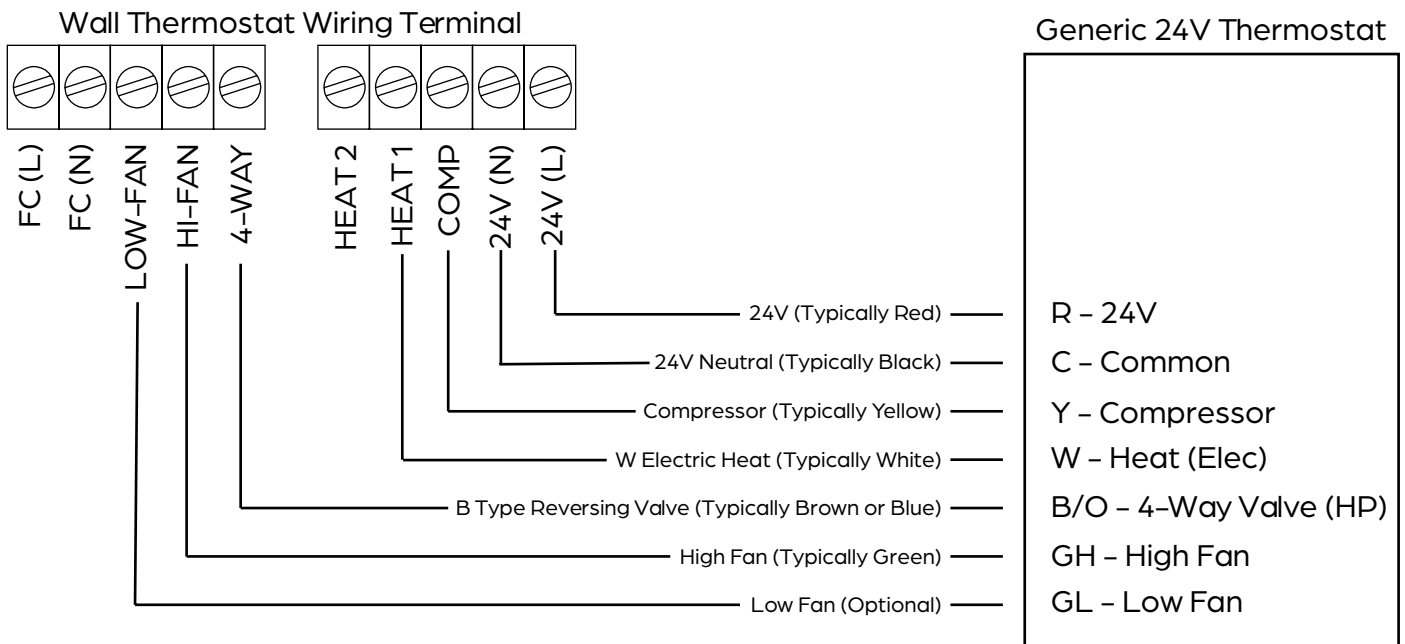 Wall Thermostat Wiring Terminal
Generic 24V Thermostat
FC (L)
FC (N)
LOW-FAN
HI-FAN
4-WAY
HEAT 2
HEAT 1
COMP
24V (N)
24V (L)
24V (Typically Red)
R – 24V
24V Neutral (Typically Black)
C – Common
Compressor (Typically Yellow)
Y – Compressor
W Electric Heat (Typically White)
W – Heat (Elec)
B Type Reversing Valve (Typically Brown or Blue)
B/O – 4-Way Valve (HP)
High Fan (Typically Green)
GH – High Fan
Low Fan (Optional)
GL – Low Fan